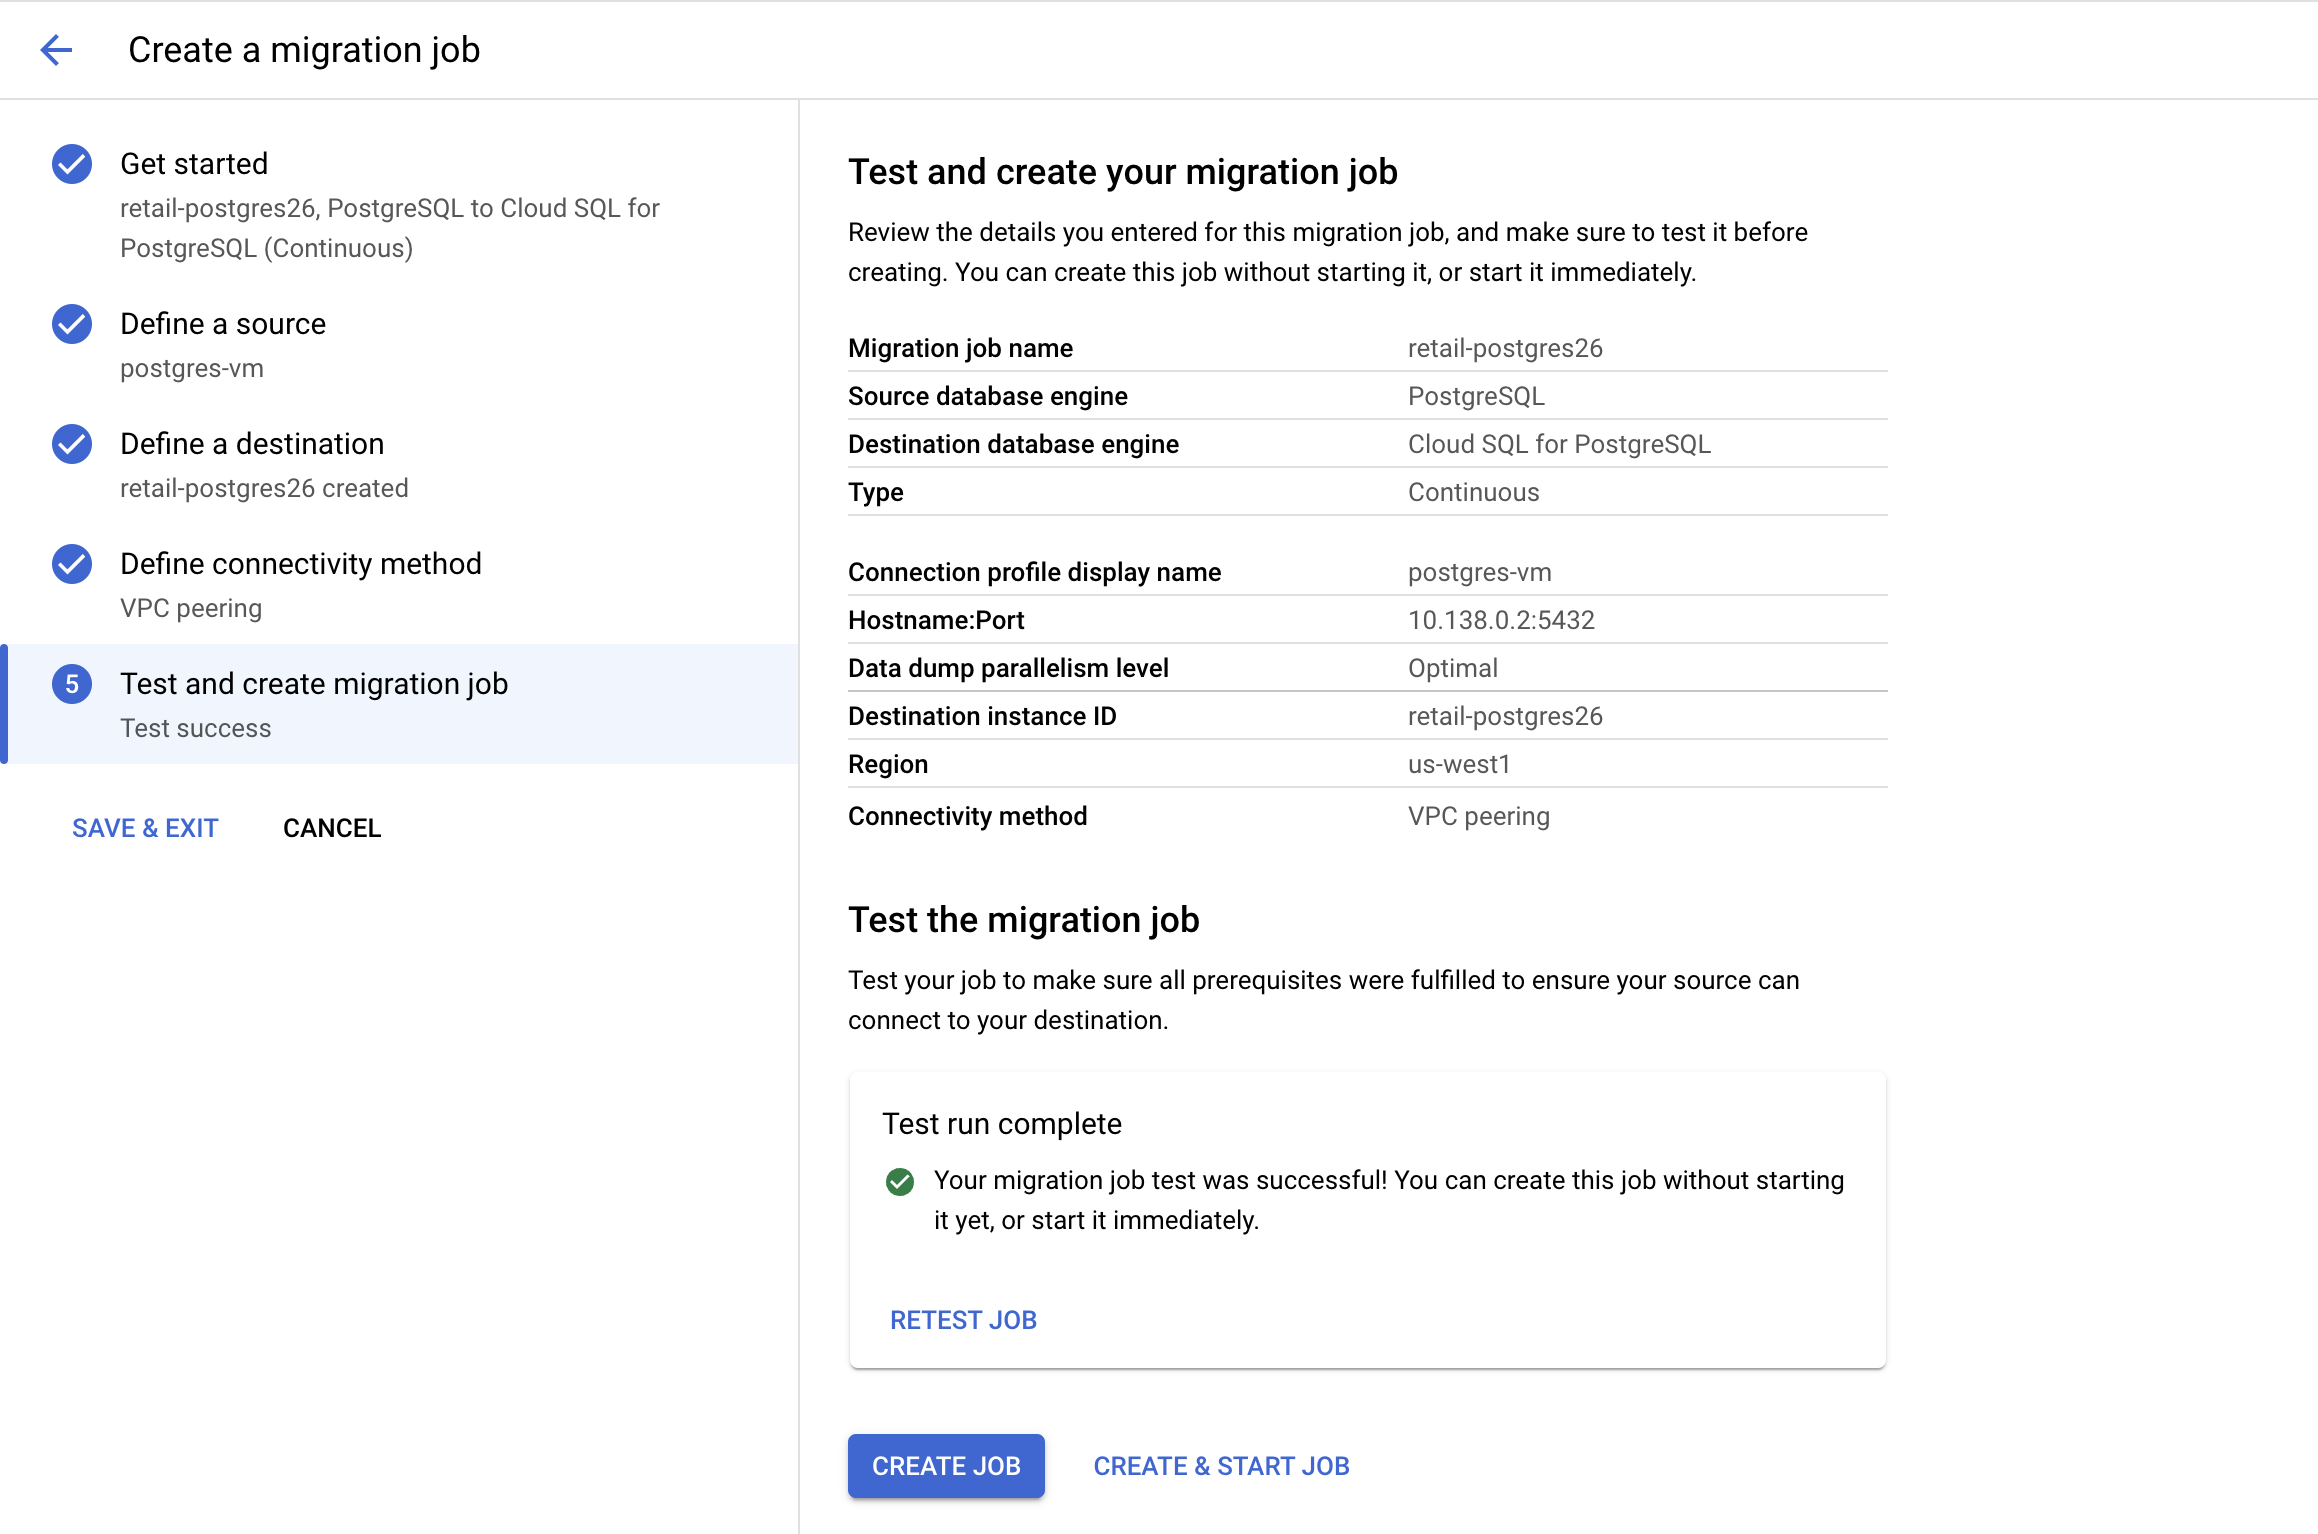 Create a migration job
Get started
retail-postgres26, PostgreSQL to Cloud SQL for
PostgreSQL (Continuous)
Define a source
postgres-vm
Define a destination
retail-postgres26 created
Define connectivity method
VPC peering
5 Test and create migration job
Test success
SAVE & EXIT CANCEL
Test and create your migration job
Review the details you entered for this migration job, and make sure to test it before
creating. You can create this job without starting it, or start it immediately.
Migration job name retail-postgres26
Source database engine PostgreSQL
Destination database engine Cloud SQL for PostgreSQL
Type Continuous
Connection profile display name postgres-vm
Hostname:Port 10.138.0.2:5432
Data dump parallelism level Optimal
Destination instance ID retail-postgres26
Region us-west1
Connectivity method VPC peering
Test the migration job
Test your job to make sure all prerequisites were fulfilled to ensure your source can
connect to your destination.
Test run complete
Your migration job test was successful! You can create this job without starting
it yet, or start it immediately.
RETEST JOB
CREATE JOB CREATE & START JOB